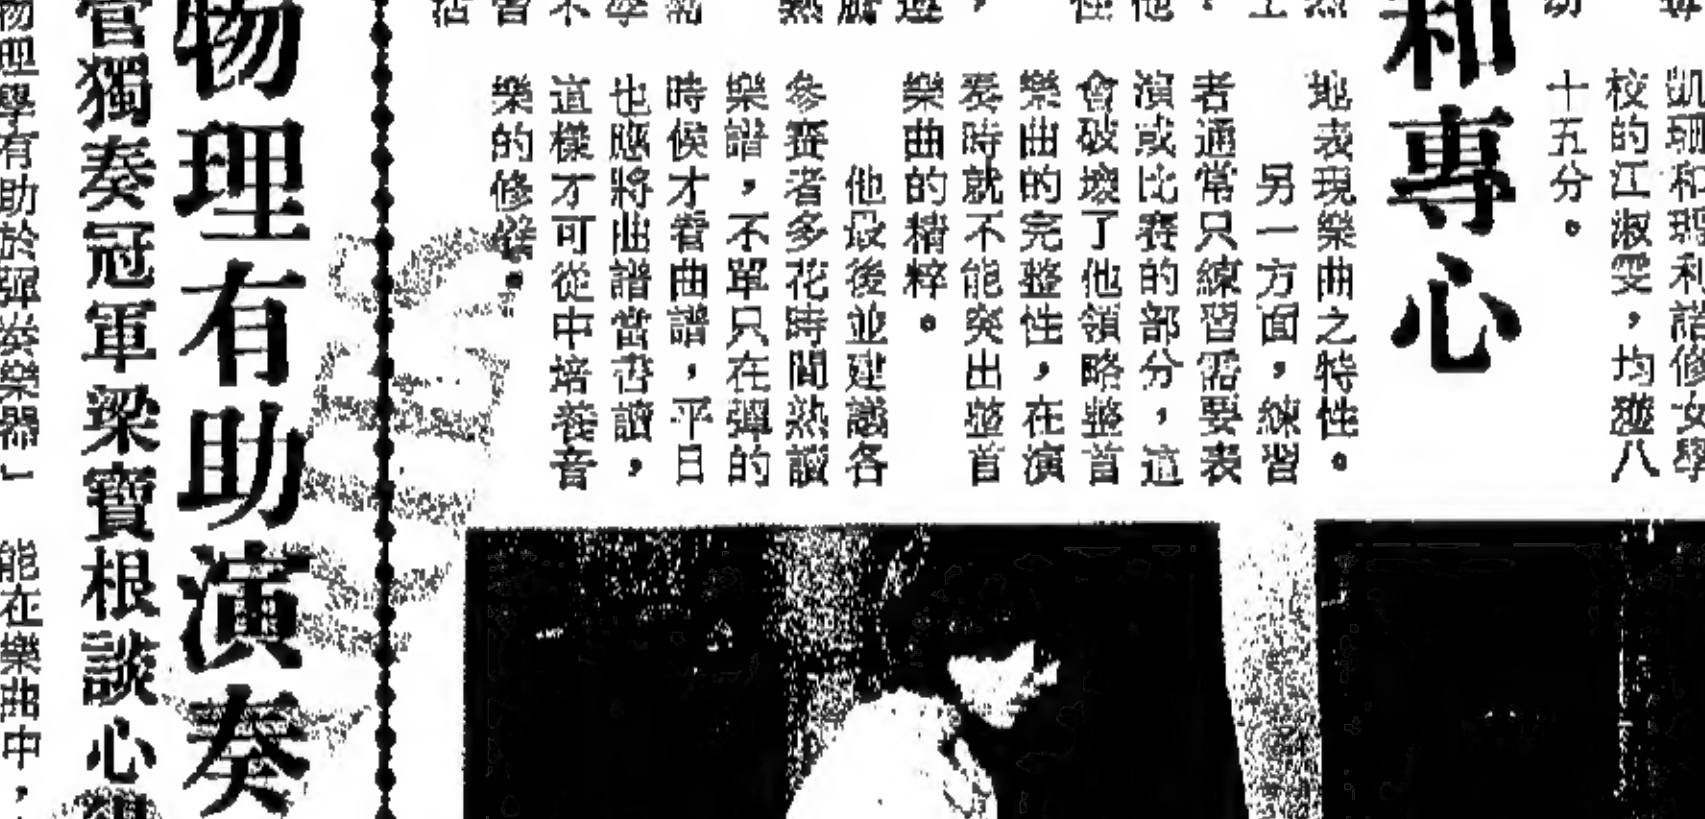 凱珊和瑪利諾修女學
校的江淑雯，均獲八
十五分。
和專心
地表現樂曲之特性。
另一方面，練習
者通常只練習需要表
演或比賽的部分，這
會破壞了他領略整首
樂曲的完整性，在演
奏時就不能突出整首
樂曲的精粹。
他最後並建議各
參賽者多花時間熟讀
樂譜，不單只在彈的
時候才看曲譜，平日
也應將曲譜當書讀，
這樣才可從中培養音
樂的修養。
物理有助演奏
管獨奏冠軍梁寶根談心得
物理學有助於彈奏樂器」
能在樂曲中，